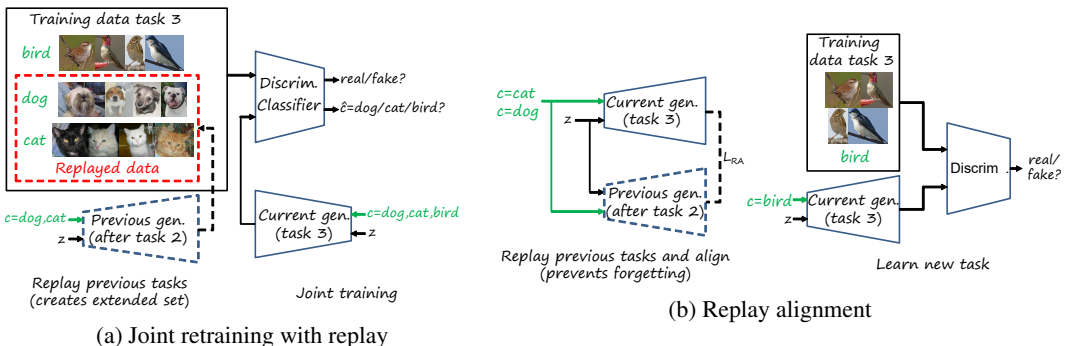 Training data task 3
bird
dog
cat
Replayed data
Discrim.
Classifier
real/fake?
ĉ=dog/cat/bird?
c=dog,cat
z
Previous gen.
(after task 2)
Current gen.
(task 3)
c=dog,cat,bird
z
Replay previous tasks
(creates extended set)
Joint training
(a) Joint retraining with replay
c=cat
c=dog
z
Current gen.
(task 3)
L_RA
Previous gen.
(after task 2)
Replay previous tasks and align
(prevents forgetting)
Training
data task 3
bird
c=bird
z
Current gen.
(task 3)
Discrim .
real/
fake?
Learn new task
(b) Replay alignment